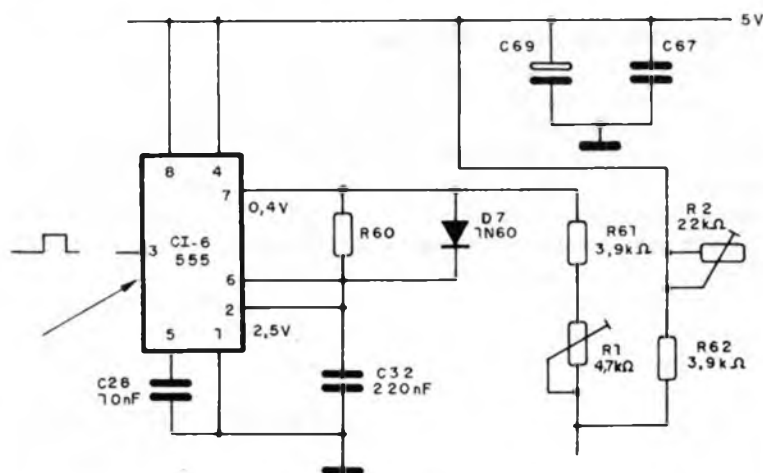 5V
C69
C67
8
4
7
0,4V
R60
D7
1N60
R61
3,9kΩ
R2
22kΩ
3
CI-6
555
6
2
2,5V
5
1
C28
10nF
C32
220nF
R1
4,7kΩ
R62
3,9kΩ